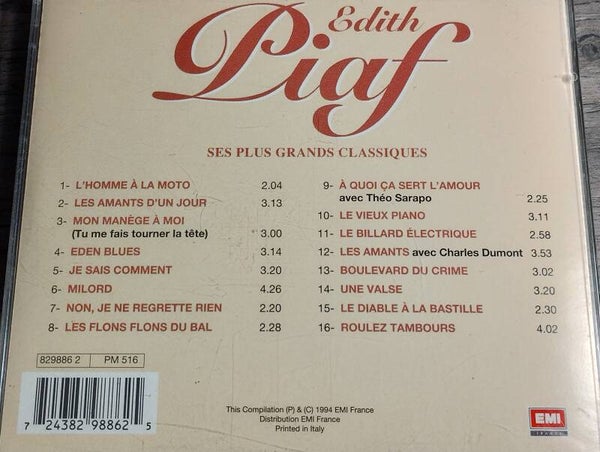 Edith
Piaf
SES PLUS GRANDS CLASSIQUES
1- L'HOMME À LA MOTO 2.04
2- LES AMANTS D'UN JOUR 3.13
3- MON MANÈGE À MOI
(Tu me fais tourner la tête) 3.00
4- EDEN BLUES 3.14
5- JE SAIS COMMENT 3.20
6- MILORD 4.26
7- NON, JE NE REGRETTE RIEN 2.20
8- LES FLONS FLONS DU BAL 2.28
9- À QUOI ÇA SERT L'AMOUR
avec Théo Sarapo 2.25
10- LE VIEUX PIANO 3.11
11- LE BILLARD ÉLECTRIQUE 2.58
12- LES AMANTS avec Charles Dumont 3.53
13- BOULEVARD DU CRIME 3.02
14- UNE VALSE 3.20
15- LE DIABLE À LA BASTILLE 2.30
16- ROULEZ TAMBOURS 4.02
829886 2 PM 516
7 24382 98862 5
This Compilation (P) & (C) 1994 EMI France
Distribution EMI France
Printed in Italy
EMI